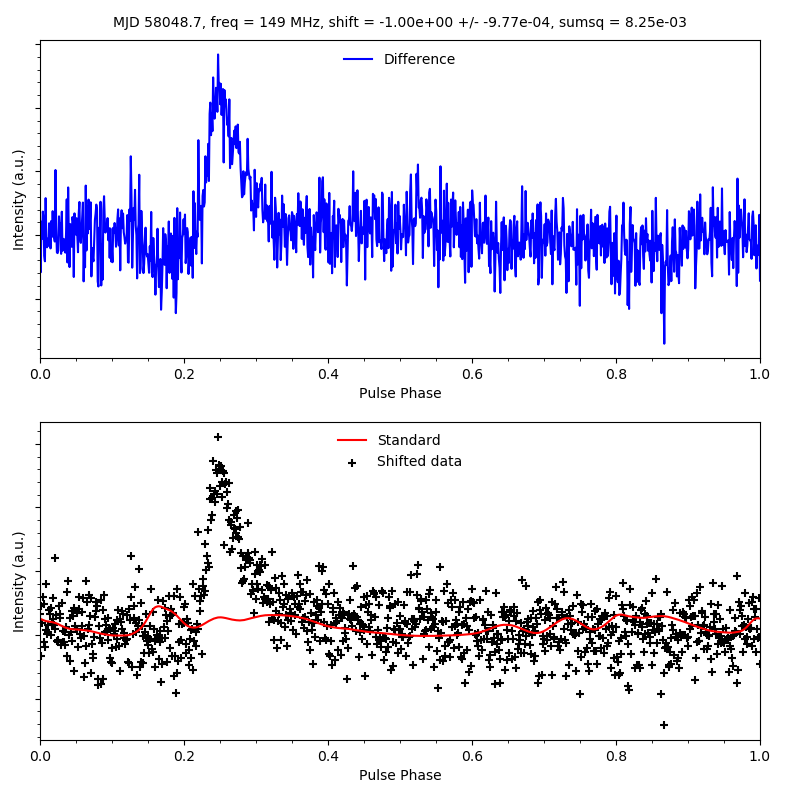 MJD 58048.7, freq = 149 MHz, shift = -1.00e+00 +/- -9.77e-04, sumsq = 8.25e-03
Difference
Intensity (a.u.)
0.0 0.2 0.4 0.6 0.8 1.0
Pulse Phase
Standard
Shifted data
Intensity (a.u.)
0.0 0.2 0.4 0.6 0.8 1.0
Pulse Phase